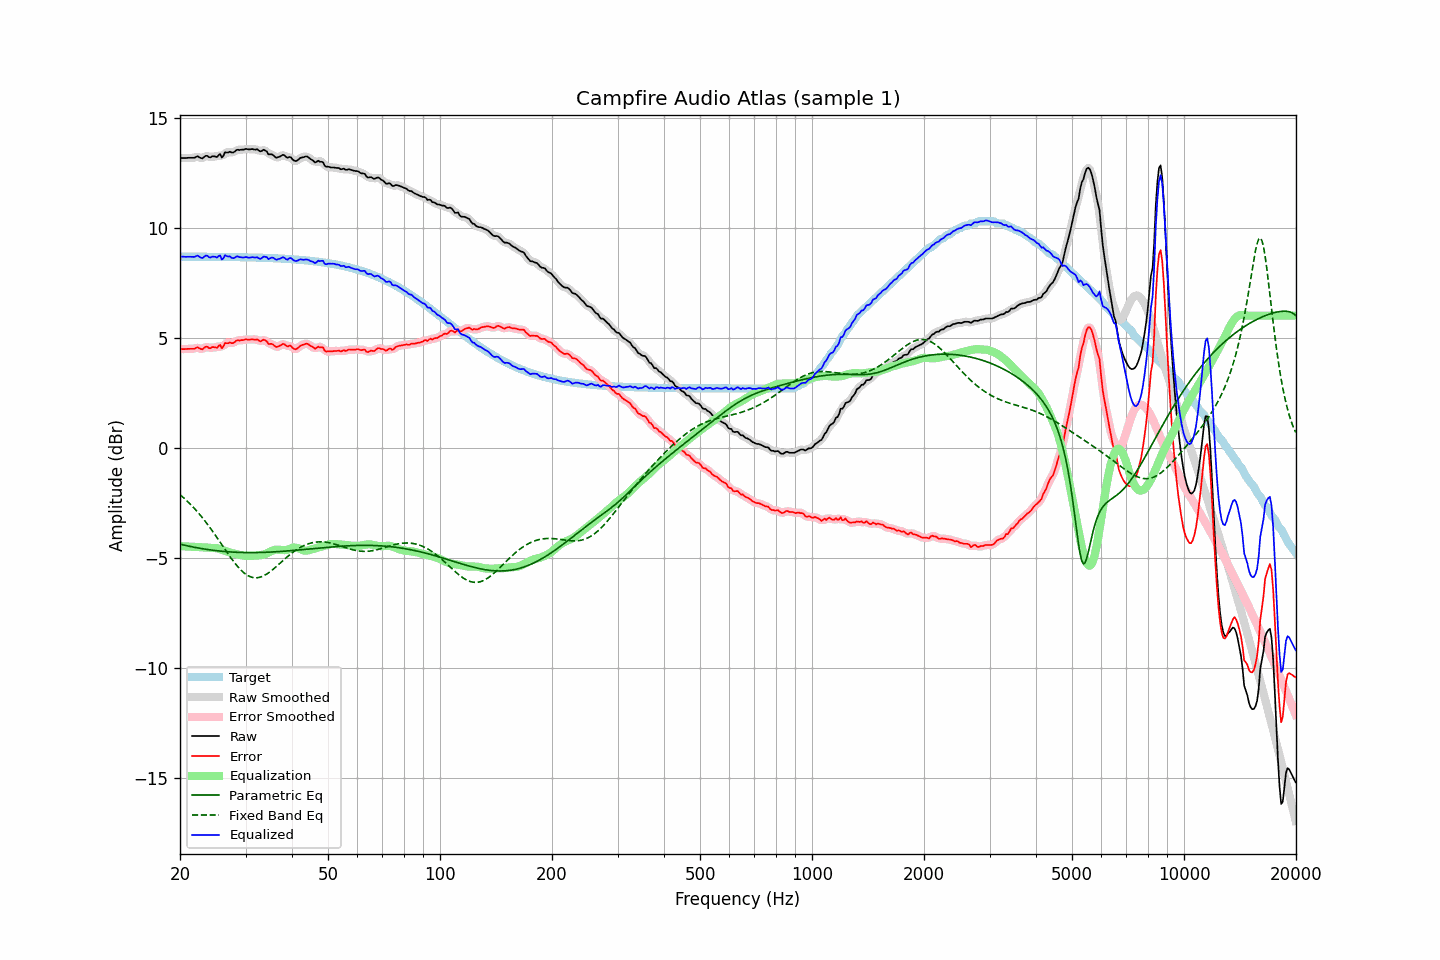 Campfire Audio Atlas (sample 1)
Amplitude (dBr)
15
10
5
0
−5
−10
−15
Target
Raw Smoothed
Error Smoothed
Raw
Error
Equalization
Parametric Eq
Fixed Band Eq
Equalized
20 50 100 200 500 1000 2000 5000 10000 20000
Frequency (Hz)